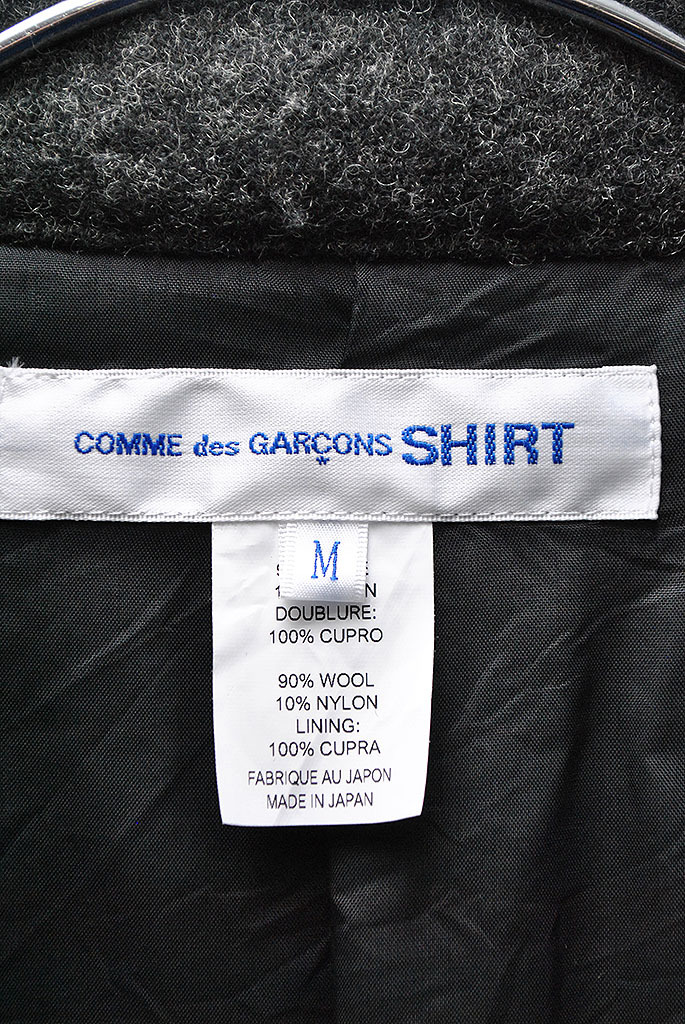 COMME des GARÇONS SHIRT
M
DOUBLURE:
100% CUPRO
90% WOOL
10% NYLON
LINING:
100% CUPRA
FABRIQUE AU JAPON
MADE IN JAPAN